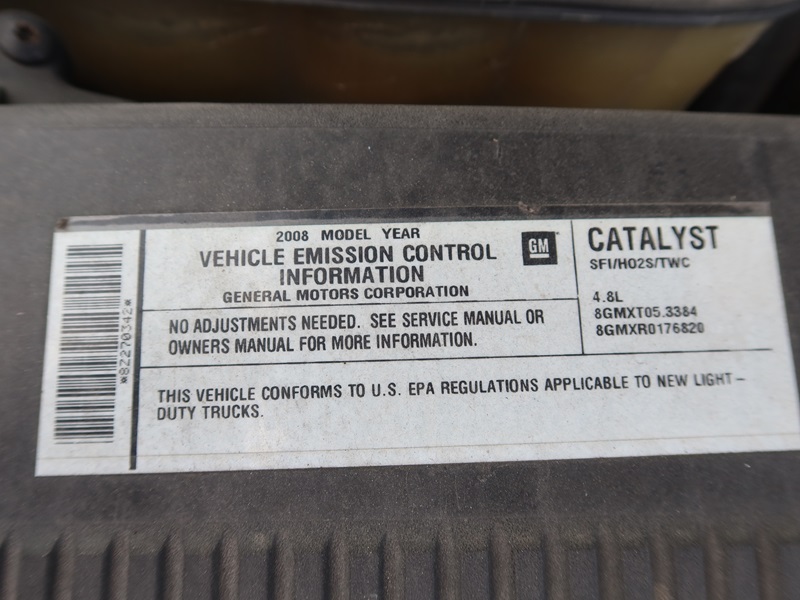 2008 MODEL YEAR
VEHICLE EMISSION CONTROL
INFORMATION
GENERAL MOTORS CORPORATION
GM
NO ADJUSTMENTS NEEDED. SEE SERVICE MANUAL OR
OWNERS MANUAL FOR MORE INFORMATION.
CATALYST
SFI/HO2S/TWC
4.8L
8GMXT05.3384
8GMXR0176820
THIS VEHICLE CONFORMS TO U.S. EPA REGULATIONS APPLICABLE TO NEW LIGHT-
DUTY TRUCKS.
*8Z270342*